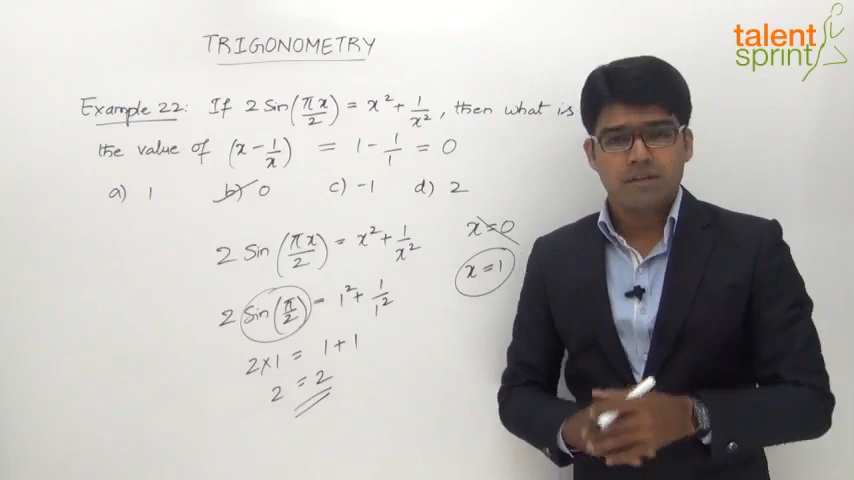 talent
sprint
TRIGONOMETRY
Example 22: If 2 Sin(πx/2) = x² + 1/x², then what is
the value of (x - 1/x) = 1 - 1/1 = 0
a) 1 b) 0 c) -1 d) 2
2 Sin(πx/2) = x² + 1/x²
x = 0
2 Sin(π/2) = 1² + 1/1²
x = 1
2×1 = 1 + 1
2 = 2